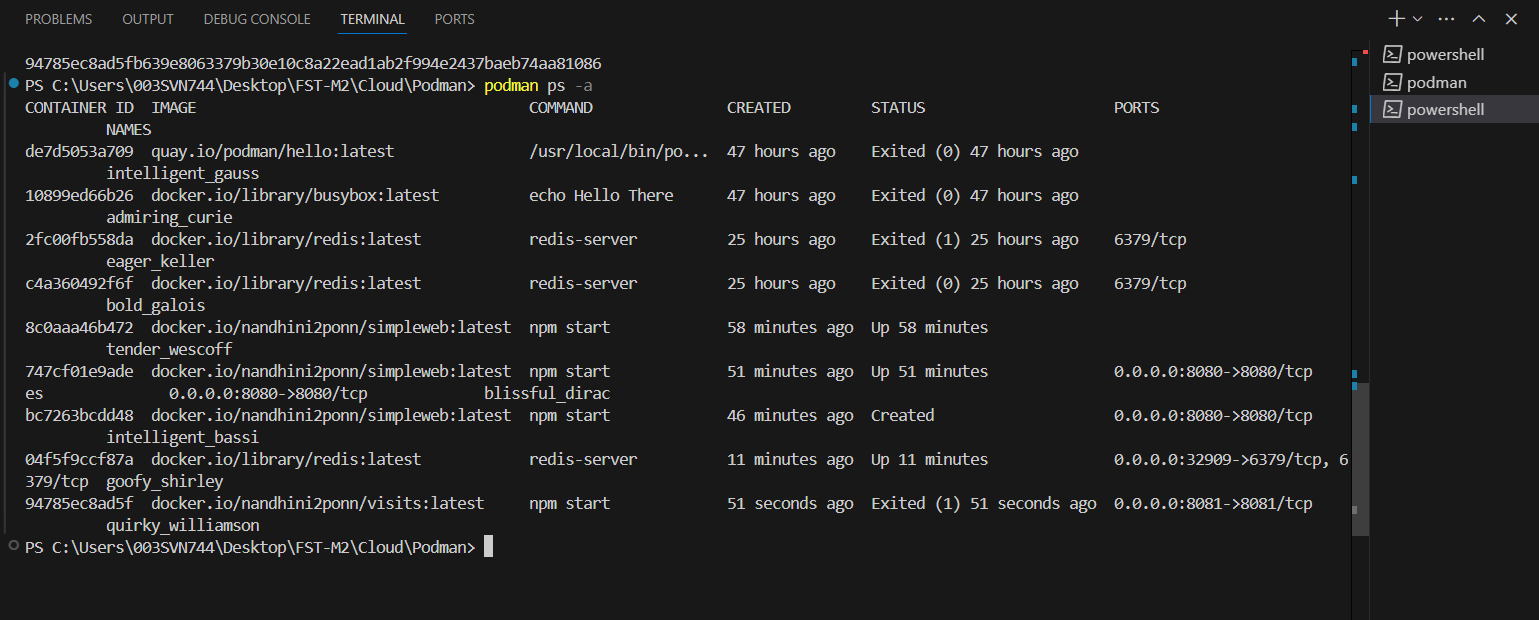 PROBLEMS OUTPUT DEBUG CONSOLE TERMINAL PORTS
94785ec8ad5fb639e8063379b30e10c8a22ead1ab2f994e2437baeb74aa81086
PS C:\Users\003SVN744\Desktop\FST-M2\Cloud\Podman> podman ps -a
CONTAINER ID  IMAGE                                    COMMAND               CREATED         STATUS                     PORTS
         NAMES
de7d5053a709  quay.io/podman/hello:latest              /usr/local/bin/po...  47 hours ago    Exited (0) 47 hours ago
         intelligent_gauss
10899ed66b26  docker.io/library/busybox:latest         echo Hello There      47 hours ago    Exited (0) 47 hours ago
         admiring_curie
2fc00fb558da  docker.io/library/redis:latest           redis-server          25 hours ago    Exited (1) 25 hours ago    6379/tcp
         eager_keller
c4a360492f6f  docker.io/library/redis:latest           redis-server          25 hours ago    Exited (0) 25 hours ago    6379/tcp
         bold_galois
8c0aaa46b472  docker.io/nandhini2ponn/simpleweb:latest  npm start             58 minutes ago  Up 58 minutes
         tender_wescoff
747cf01e9ade  docker.io/nandhini2ponn/simpleweb:latest  npm start             51 minutes ago  Up 51 minutes              0.0.0.0:8080->8080/tcp
es              0.0.0.0:8080->8080/tcp             blissful_dirac
bc7263bcdd48  docker.io/nandhini2ponn/simpleweb:latest  npm start             46 minutes ago  Created                    0.0.0.0:8080->8080/tcp
         intelligent_bassi
04f5f9ccf87a  docker.io/library/redis:latest           redis-server          11 minutes ago  Up 11 minutes              0.0.0.0:32909->6379/tcp, 6
379/tcp  goofy_shirley
94785ec8ad5f  docker.io/nandhini2ponn/visits:latest    npm start             51 seconds ago  Exited (1) 51 seconds ago  0.0.0.0:8081->8081/tcp
         quirky_williamson
PS C:\Users\003SVN744\Desktop\FST-M2\Cloud\Podman>
powershell
podman
powershell